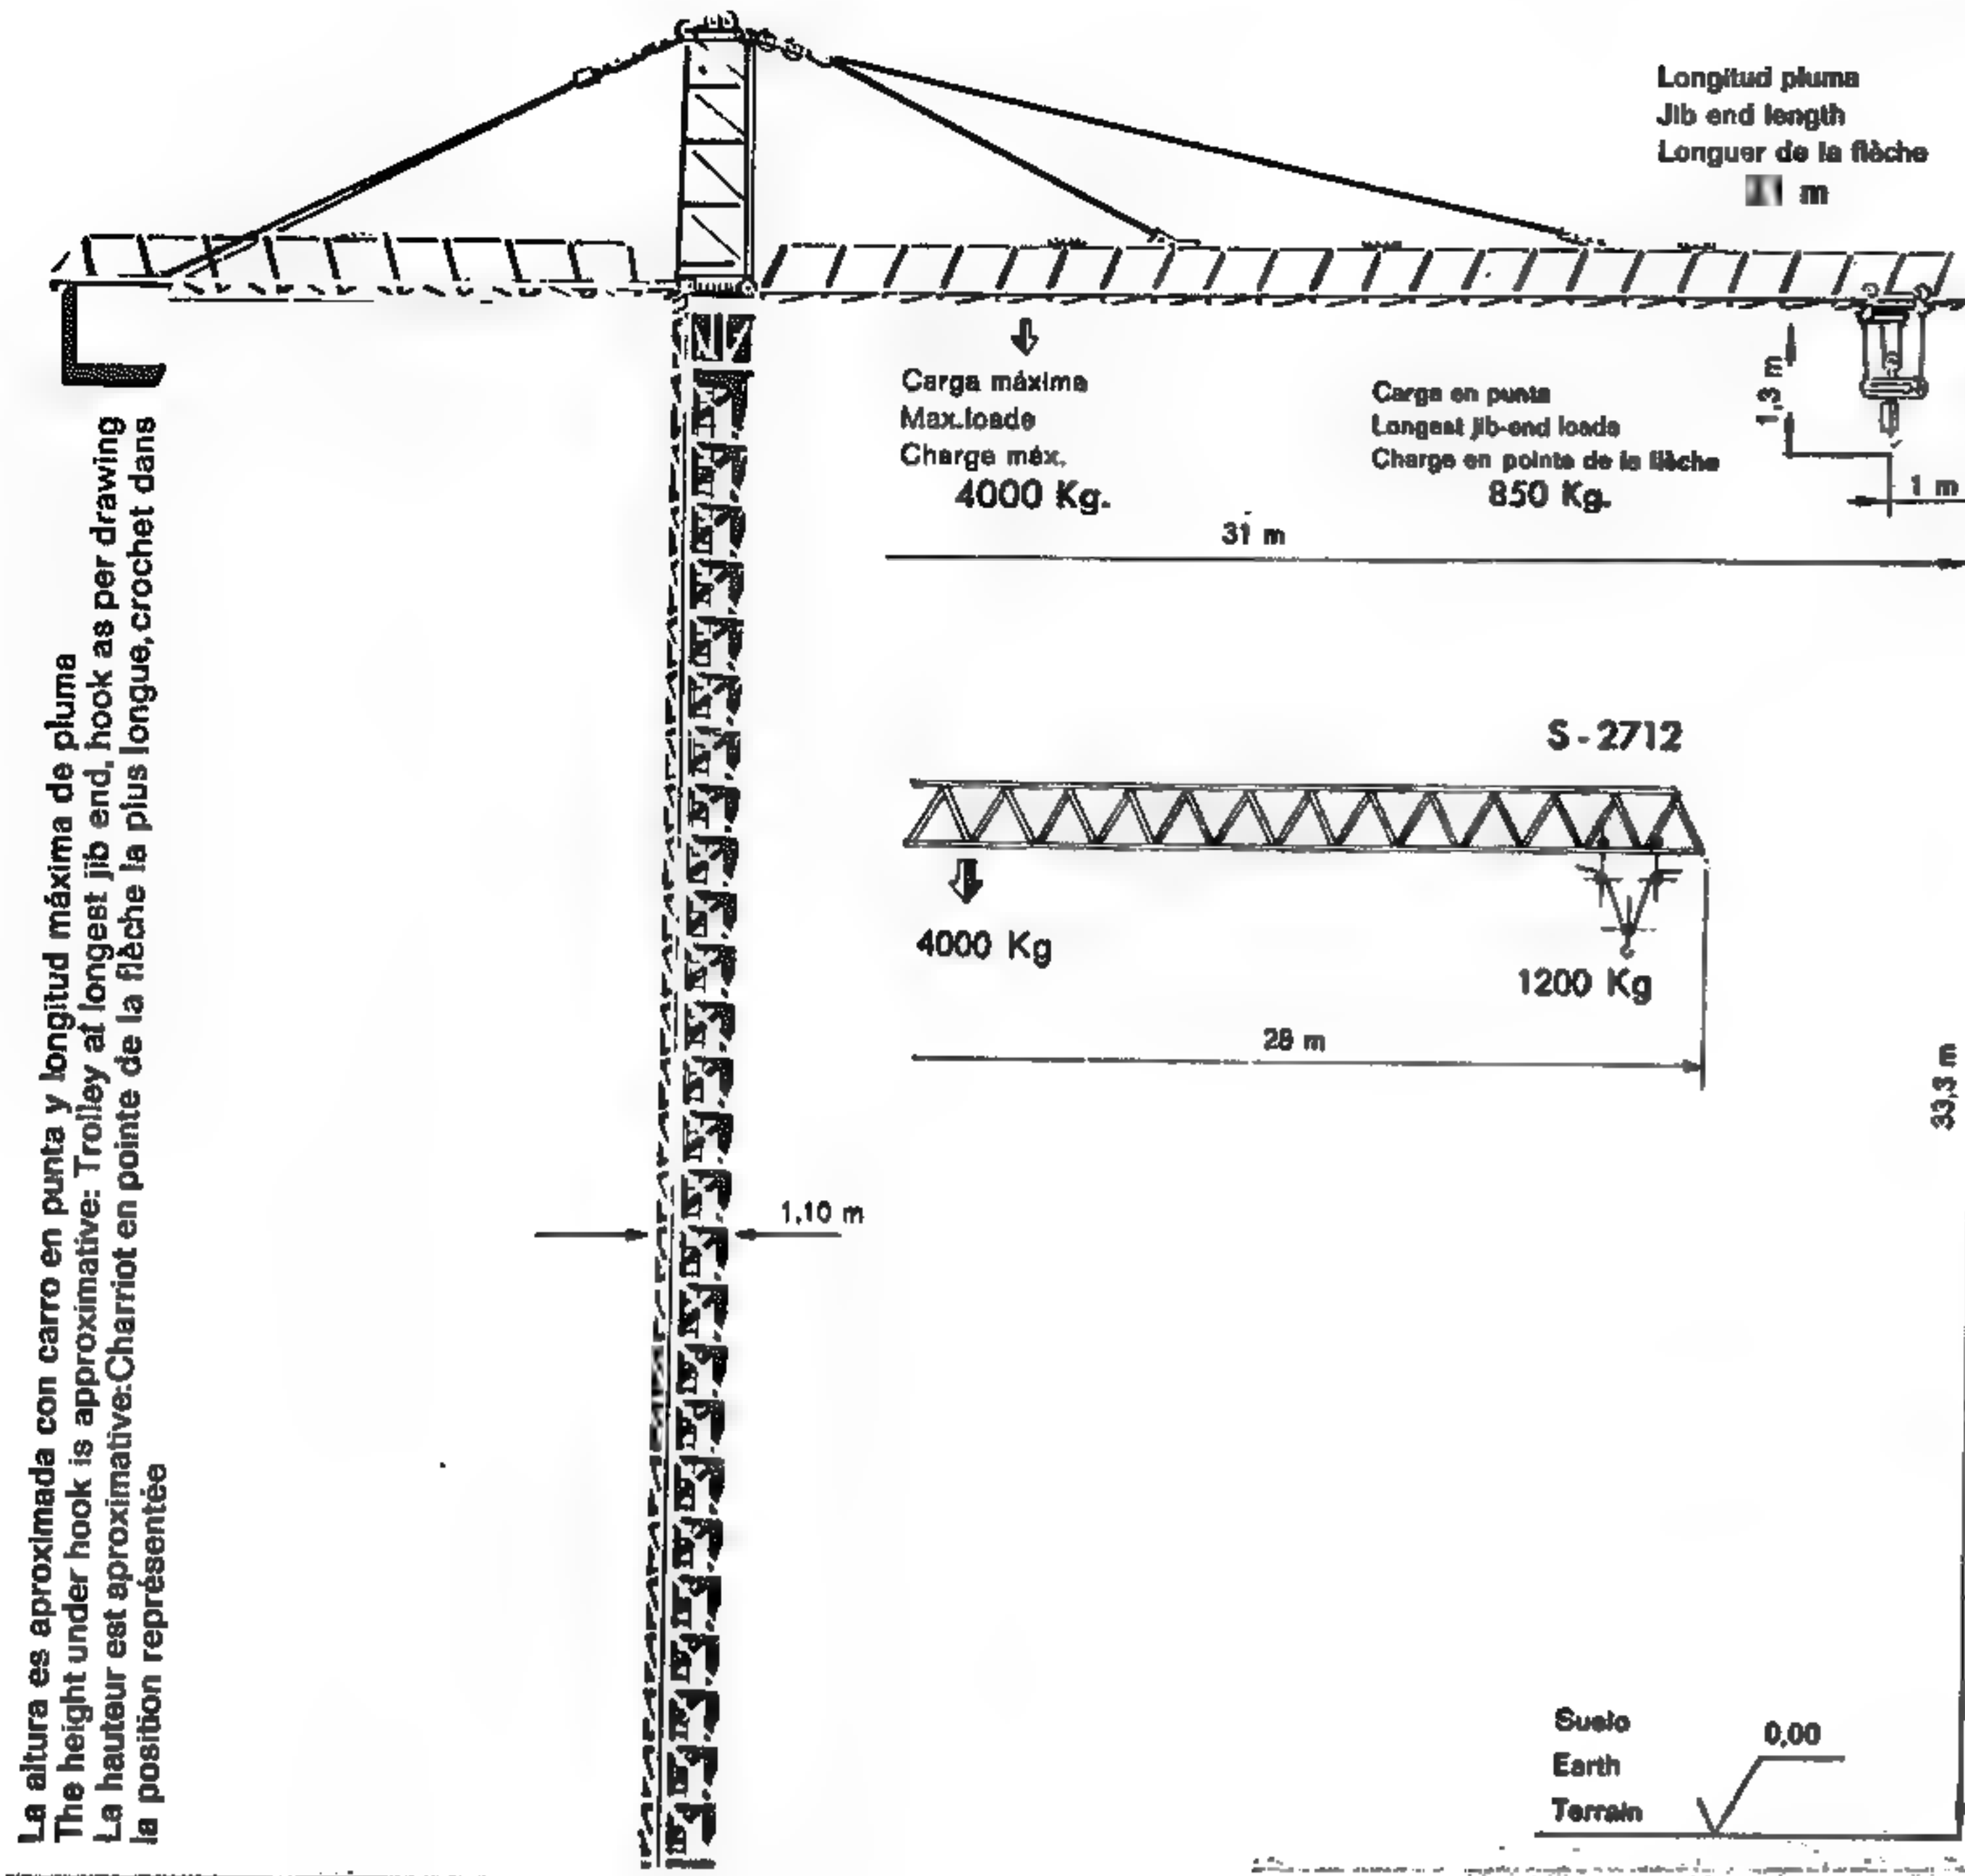 Longitud pluma
Jib end length
Longuer de la flèche
m
Carga máxima
Max.loads
Charge máx.
4000 Kg.
Carga en punta
Longest jib-end loads
Charge en pointe de la flèche
850 Kg.
1,3 m
1 m
31 m
S-2712
4000 Kg
1200 Kg
28 m
33,3 m
1,10 m
Suelo
Earth
Terrain
0,00
La altura es aproximada con carro en punta y longitud máxima de pluma
The height under hook is approximative: Trolley at longest jib end, hook as per drawing
La hauteur est aproximative:Charriot en pointe de la flèche la plus longue,crochet dans
la position représentée